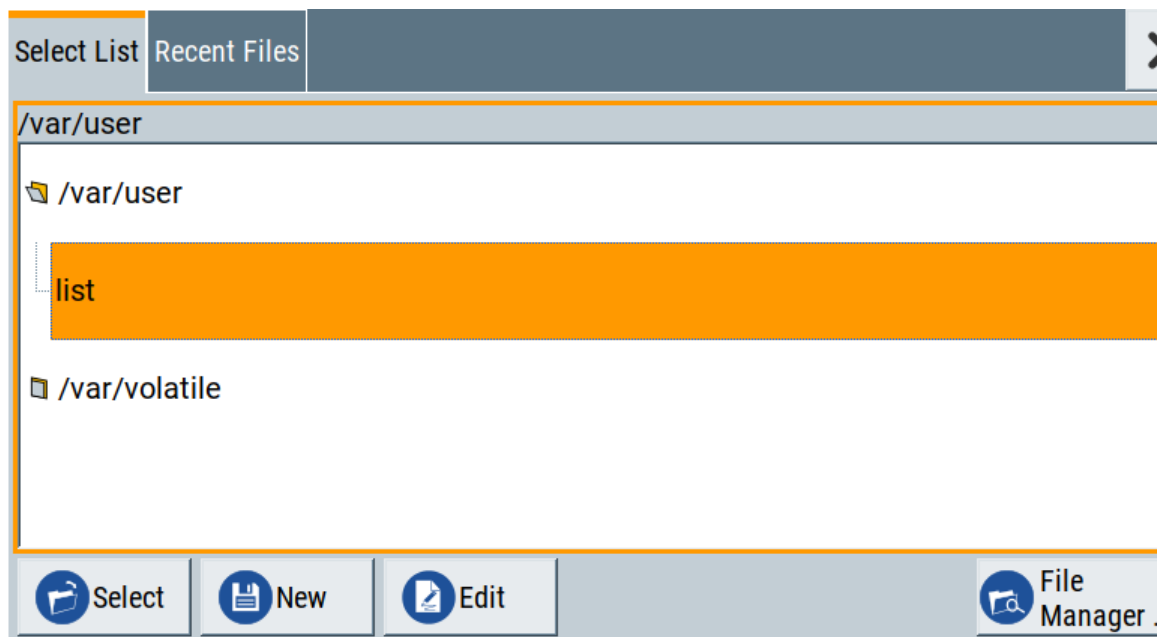 Select List Recent Files
/var/user
/var/user
list
/var/volatile
Select New Edit File
Manager .